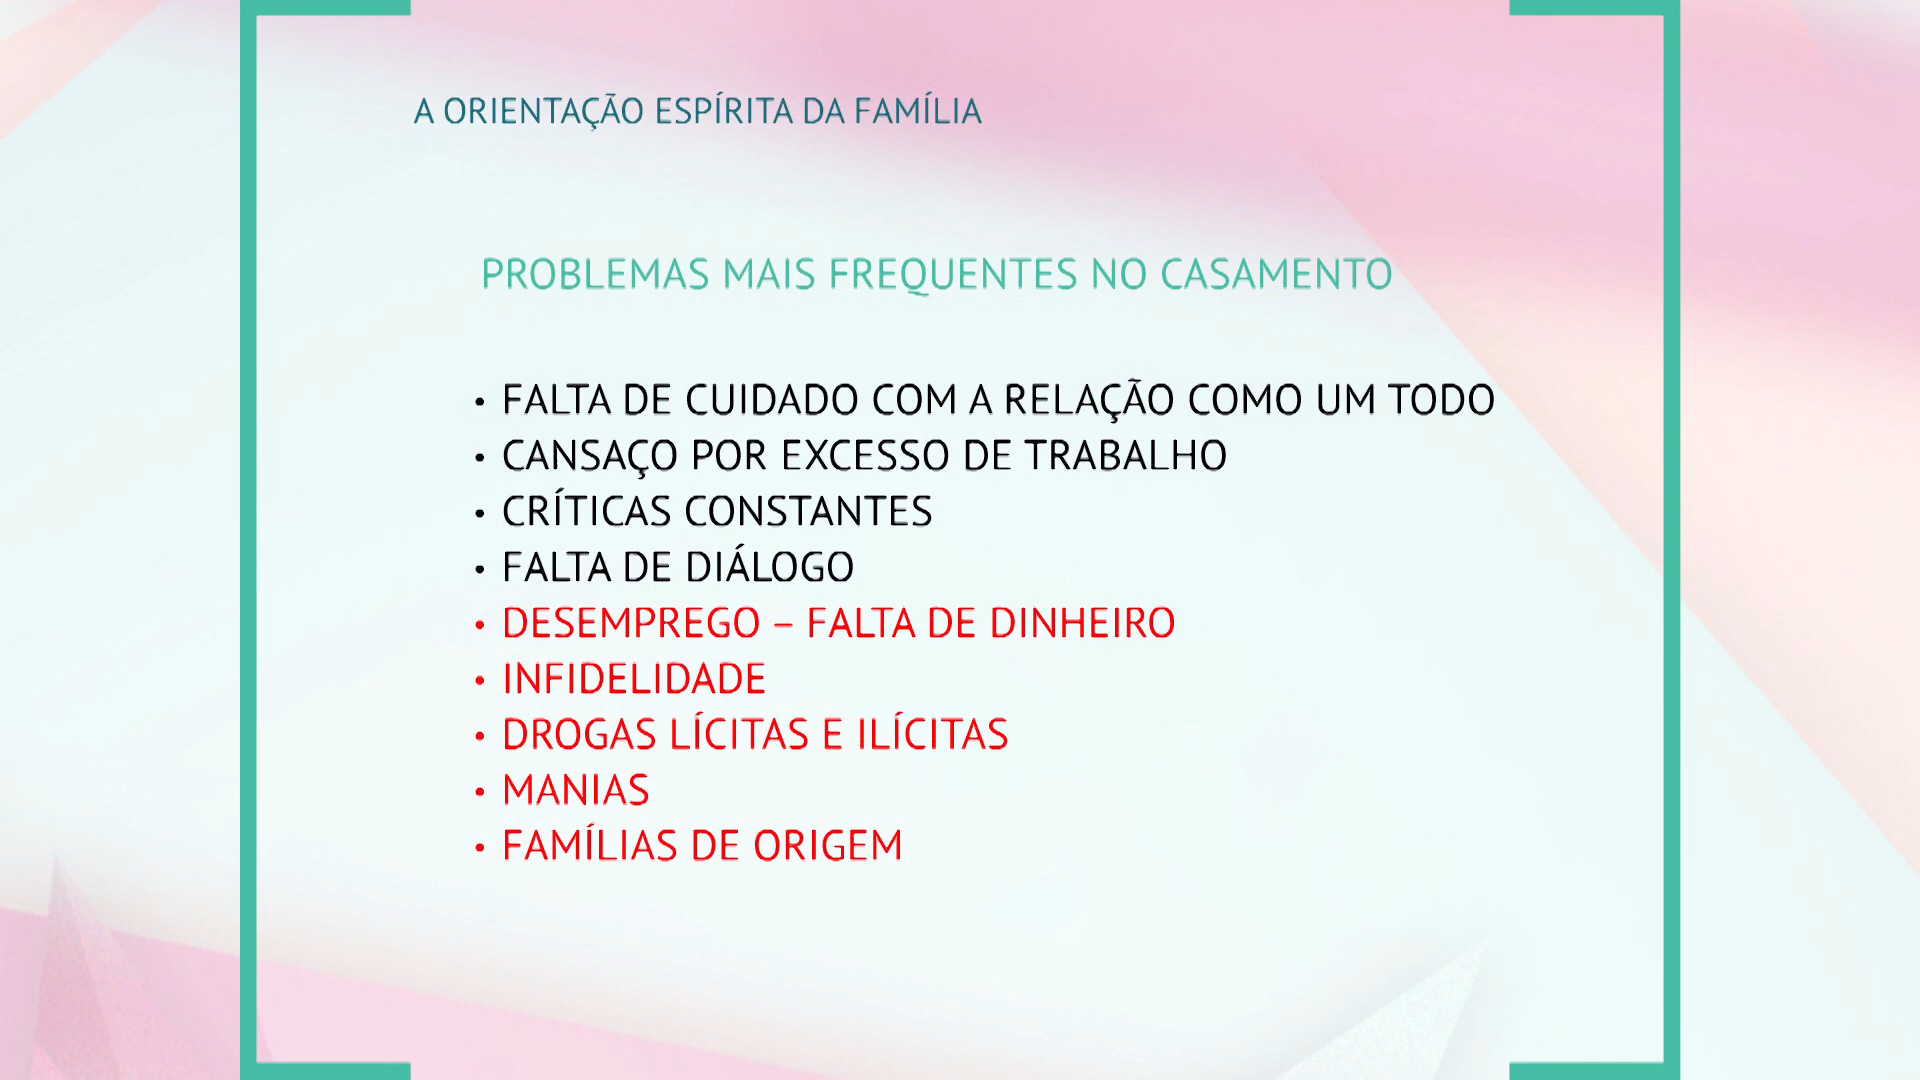 A ORIENTAÇÃO ESPÍRITA DA FAMÍLIA
PROBLEMAS MAIS FREQUENTES NO CASAMENTO
• FALTA DE CUIDADO COM A RELAÇÃO COMO UM TODO
• CANSAÇO POR EXCESSO DE TRABALHO
• CRÍTICAS CONSTANTES
• FALTA DE DIÁLOGO
• DESEMPREGO – FALTA DE DINHEIRO
• INFIDELIDADE
• DROGAS LÍCITAS E ILÍCITAS
• MANIAS
• FAMÍLIAS DE ORIGEM